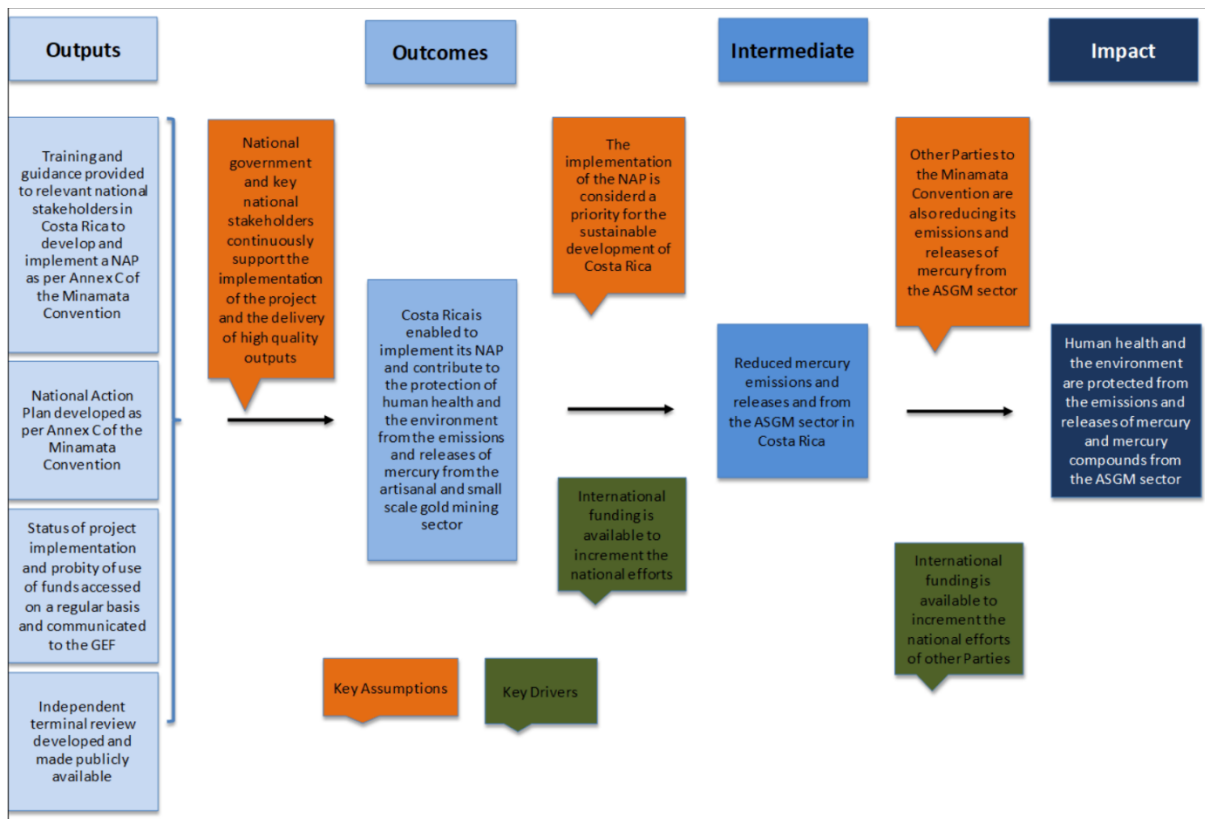 Outputs
Outcomes
Intermediate
Impact
Training and
guidance provided
to relevant national
stakeholders in
Costa Rica to
develop and
implement a NAP
as per Annex C of
the Minamata
Convention
National Action
Plan developed as
per Annex C of the
Minamata
Convention
Status of project
implementation
and probity of use
of funds accessed
on a regular basis
and communicated
to the GEF
Independent
terminal review
developed and
made publicly
available
National
government
and key
national
stakeholders
continuously
support the
implementation
of the project
and the delivery
of high quality
outputs
Costa Rica is
enabled to
implement its NAP
and contribute to
the protection of
human health and
the environment
from the emissions
and releases of
mercury from the
artisanal and small
scale gold mining
sector
The
implementation
of the NAP is
considerd a
priority for the
sustainable
development of
Costa Rica
International
funding is
available to
increment the
national efforts
Reduced mercury
emissions and
releases and from
the ASGM sector in
Costa Rica
Other Parties to
the Minamata
Convention are
also reducing its
emissions and
releases of
mercury from
the ASGM sector
International
funding is
available to
increment the
national efforts
of other Parties
Human health and
the environment
are protected from
the emissions and
releases of mercury
and mercury
compounds from
the ASGM sector
Key Assumptions
Key Drivers